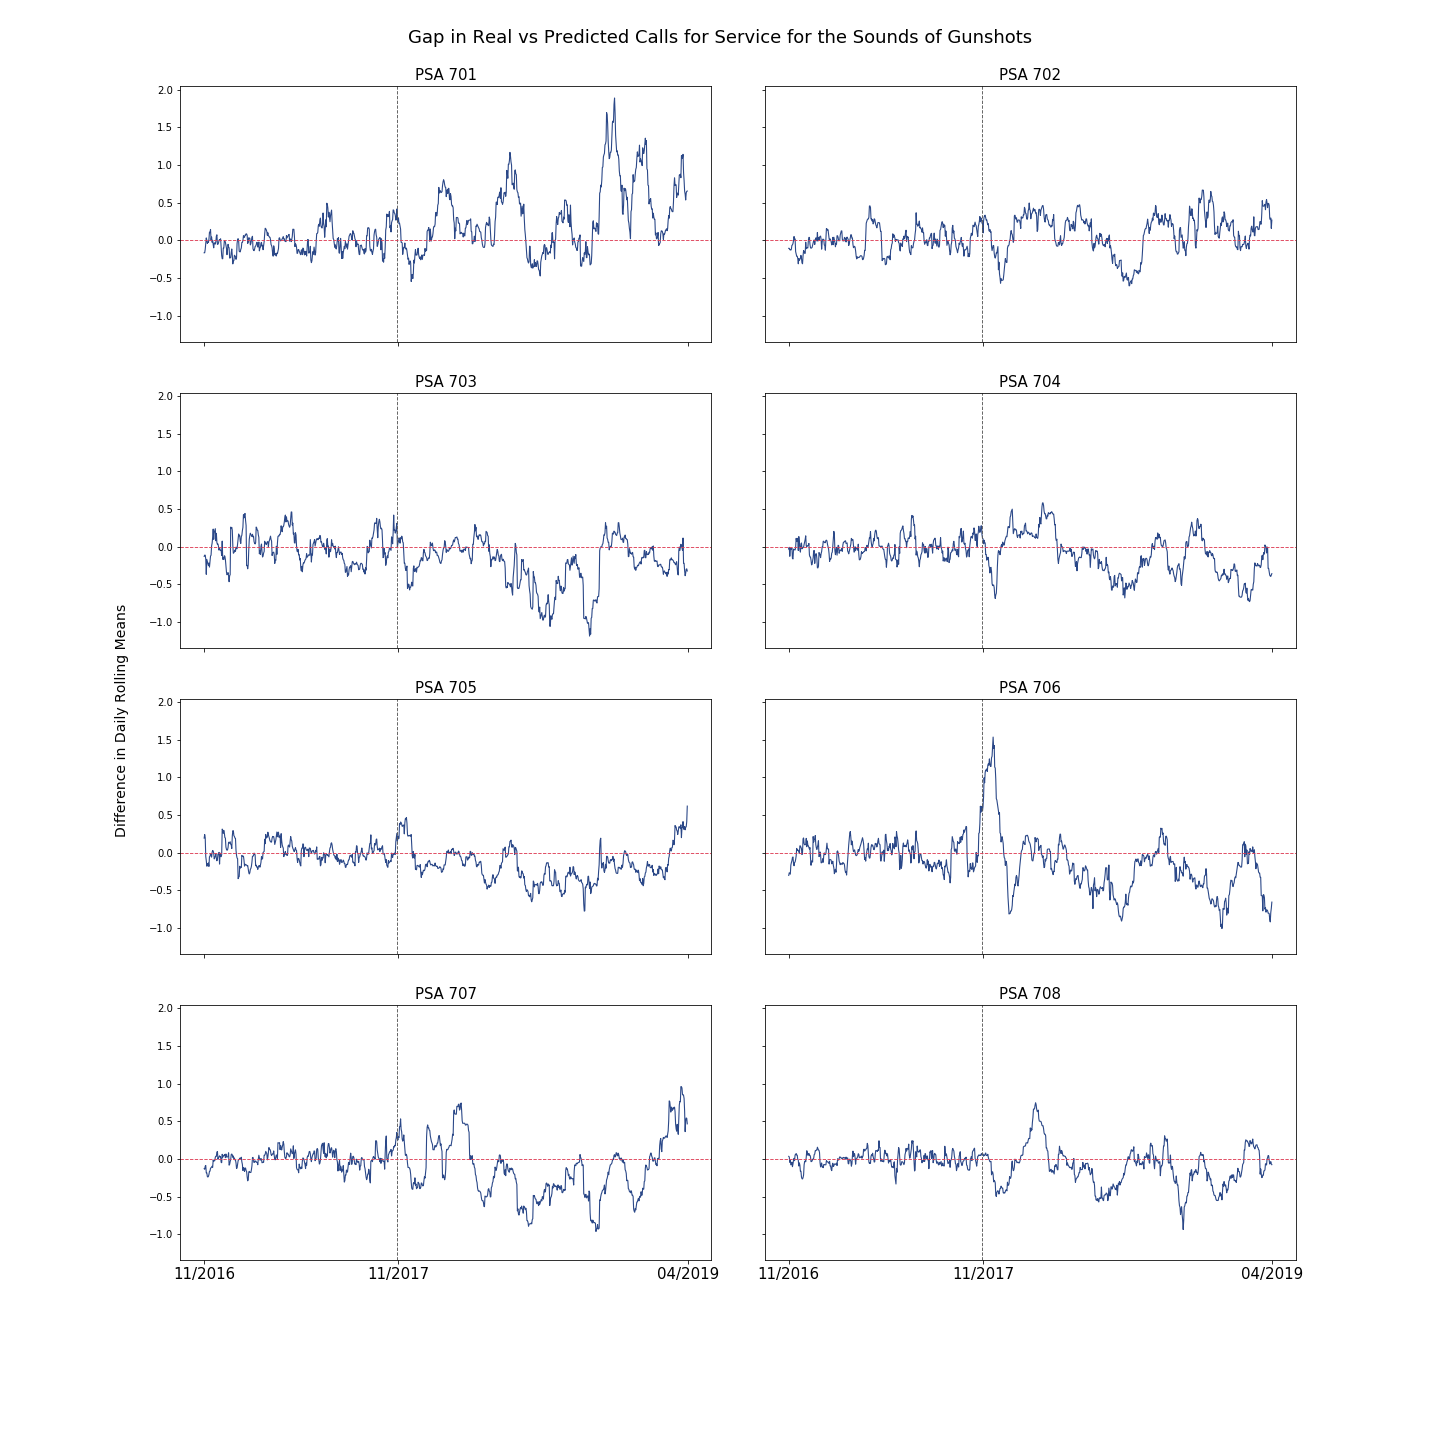 Gap in Real vs Predicted Calls for Service for the Sounds of Gunshots
PSA 701
PSA 702
2.0
1.5
1.0
0.5
0.0
−0.5
−1.0
PSA 703
PSA 704
2.0
1.5
1.0
0.5
0.0
−0.5
−1.0
Difference in Daily Rolling Means
PSA 705
PSA 706
2.0
1.5
1.0
0.5
0.0
−0.5
−1.0
PSA 707
PSA 708
2.0
1.5
1.0
0.5
0.0
−0.5
−1.0
11/2016 11/2017 04/2019
11/2016 11/2017 04/2019